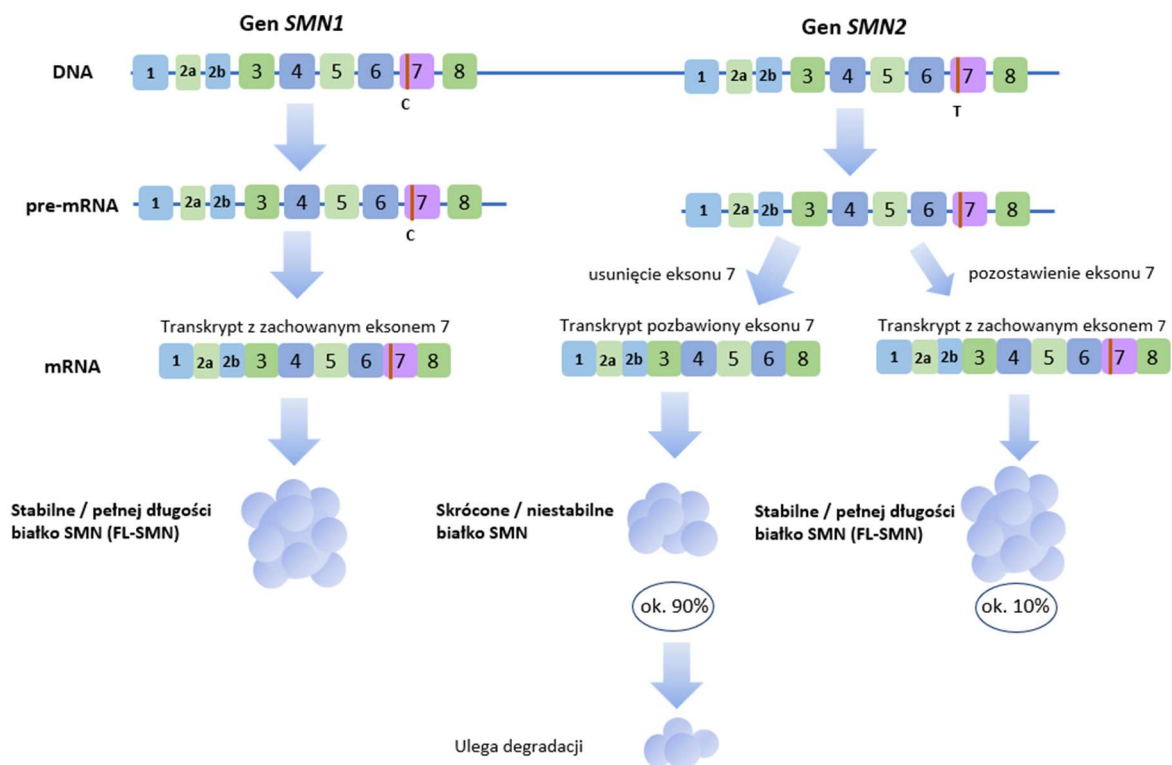 Gen SMN1
Gen SMN2
DNA
1 2a 2b 3 4 5 6 7 8
1 2a 2b 3 4 5 6 7 8
C
T
pre-mRNA
1 2a 2b 3 4 5 6 7 8
1 2a 2b 3 4 5 6 7 8
C
usunięcie eksonu 7
pozostawienie eksonu 7
Transkrypt z zachowanym eksonem 7
Transkrypt pozbawiony eksonu 7
Transkrypt z zachowanym eksonem 7
mRNA
1 2a 2b 3 4 5 6 7 8
1 2a 2b 3 4 5 6 8
1 2a 2b 3 4 5 6 7 8
Stabilne / pełnej długości
białko SMN (FL-SMN)
Skrócone / niestabilne
białko SMN
Stabilne / pełnej długości
białko SMN (FL-SMN)
ok. 90%
ok. 10%
Ulega degradacji